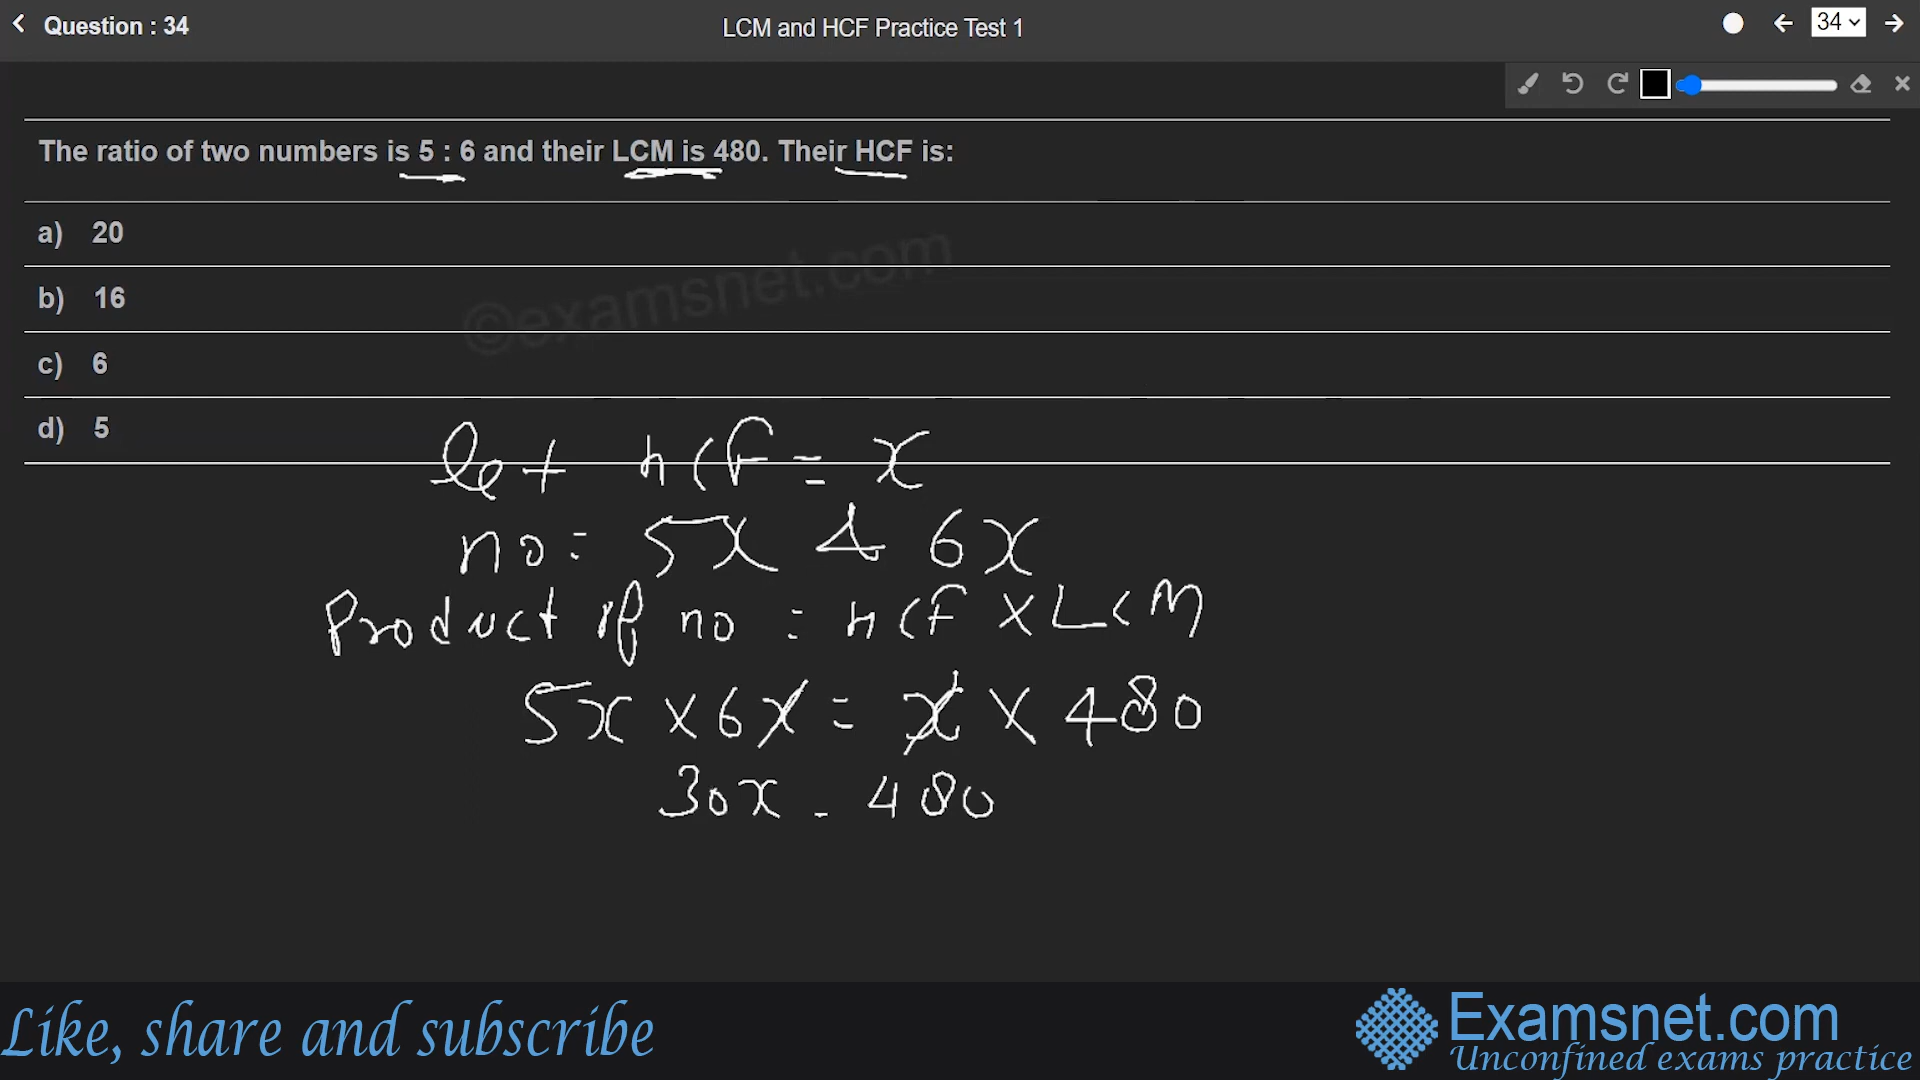 Question : 34
LCM and HCF Practice Test 1
34
The ratio of two numbers is 5 : 6 and their LCM is 480. Their HCF is:
a) 20
b) 16
c) 6
d) 5
©examsnet.com
let hCF = x
no = 5x & 6x
Product of no = hCF x LCM
5x x 6x = x x 480
30x = 480
Like, share and subscribe
Examsnet.com
Unconfined exams practice